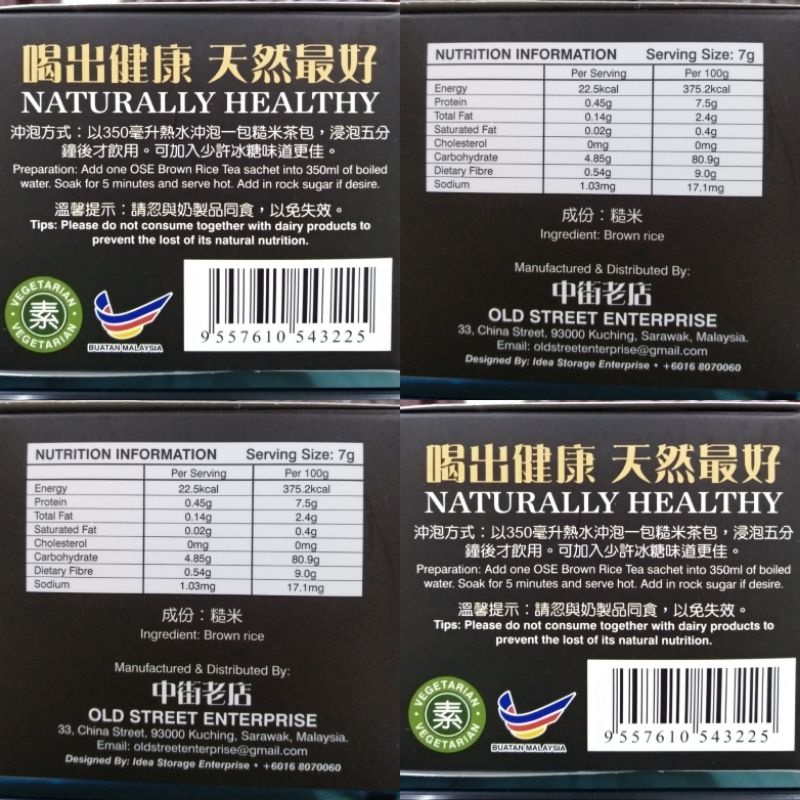 喝出健康 天然最好
NATURALLY HEALTHY
沖泡方式：以350毫升熱水沖泡一包糙米茶包，浸泡五分
鐘後才飲用。可加入少許冰糖味道更佳。
Preparation: Add one OSE Brown Rice Tea sachet into 350ml of boiled
water. Soak for 5 minutes and serve hot. Add in rock sugar if desire.
溫馨提示：請忌與奶製品同食，以免失效。
Tips: Please do not consume together with dairy products to
prevent the lost of its natural nutrition.
VEGETARIAN
素
VEGETARIAN
BUATAN MALAYSIA
9 557610 543225
NUTRITION INFORMATION Serving Size: 7g
Per Serving Per 100g
Energy 22.5kcal 375.2kcal
Protein 0.45g 7.5g
Total Fat 0.14g 2.4g
Saturated Fat 0.02g 0.4g
Cholesterol 0mg 0mg
Carbohydrate 4.85g 80.9g
Dietary Fibre 0.54g 9.0g
Sodium 1.03mg 17.1mg
成份：糙米
Ingredient: Brown rice
Manufactured & Distributed By:
中街老店
OLD STREET ENTERPRISE
33, China Street, 93000 Kuching, Sarawak, Malaysia.
Email: oldstreetenterprise@gmail.com
Designed By: Idea Storage Enterprise • +6016 8070060
NUTRITION INFORMATION Serving Size: 7g
Per Serving Per 100g
Energy 22.5kcal 375.2kcal
Protein 0.45g 7.5g
Total Fat 0.14g 2.4g
Saturated Fat 0.02g 0.4g
Cholesterol 0mg 0mg
Carbohydrate 4.85g 80.9g
Dietary Fibre 0.54g 9.0g
Sodium 1.03mg 17.1mg
成份：糙米
Ingredient: Brown rice
Manufactured & Distributed By:
中街老店
OLD STREET ENTERPRISE
33, China Street, 93000 Kuching, Sarawak, Malaysia.
Email: oldstreetenterprise@gmail.com
Designed By: Idea Storage Enterprise • +6016 8070060
喝出健康 天然最好
NATURALLY HEALTHY
沖泡方式：以350毫升熱水沖泡一包糙米茶包，浸泡五分
鐘後才飲用。可加入少許冰糖味道更佳。
Preparation: Add one OSE Brown Rice Tea sachet into 350ml of boiled
water. Soak for 5 minutes and serve hot. Add in rock sugar if desire.
溫馨提示：請忌與奶製品同食，以免失效。
Tips: Please do not consume together with dairy products to
prevent the lost of its natural nutrition.
VEGETARIAN
素
VEGETARIAN
BUATAN MALAYSIA
9 557610 543225